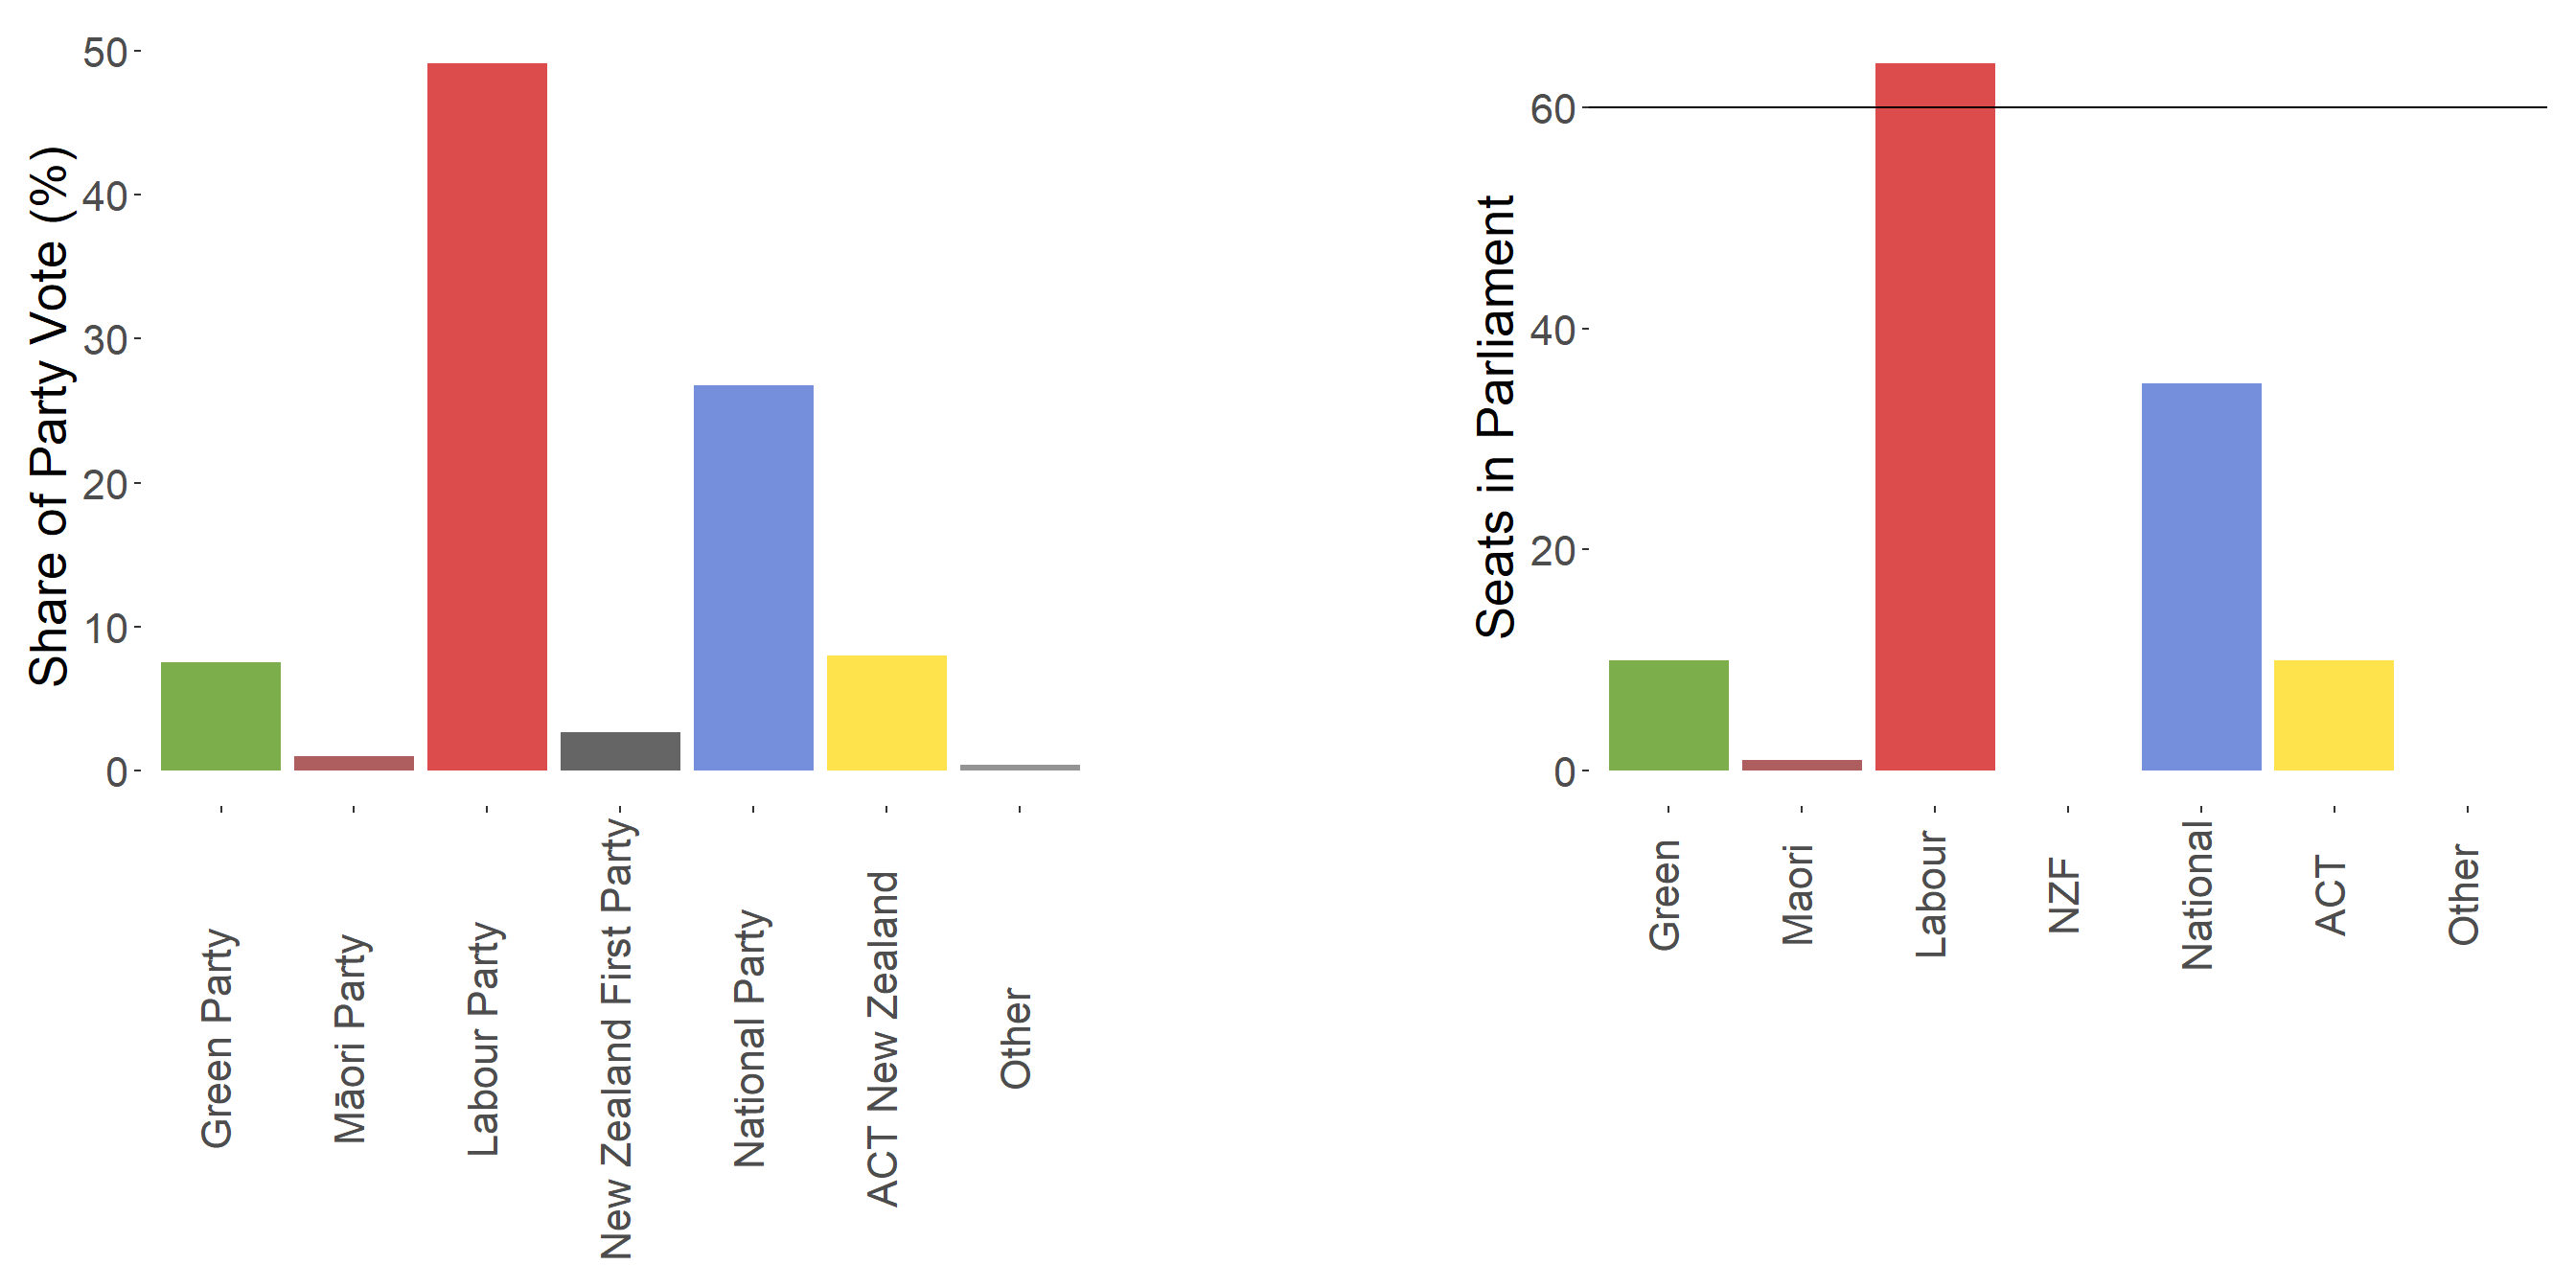 Share of Party Vote (%)
50
40
30
20
10
0
Green Party
Māori Party
Labour Party
New Zealand First Party
National Party
ACT New Zealand
Other
Seats in Parliament
60
40
20
0
Green
Maori
Labour
NZF
National
ACT
Other